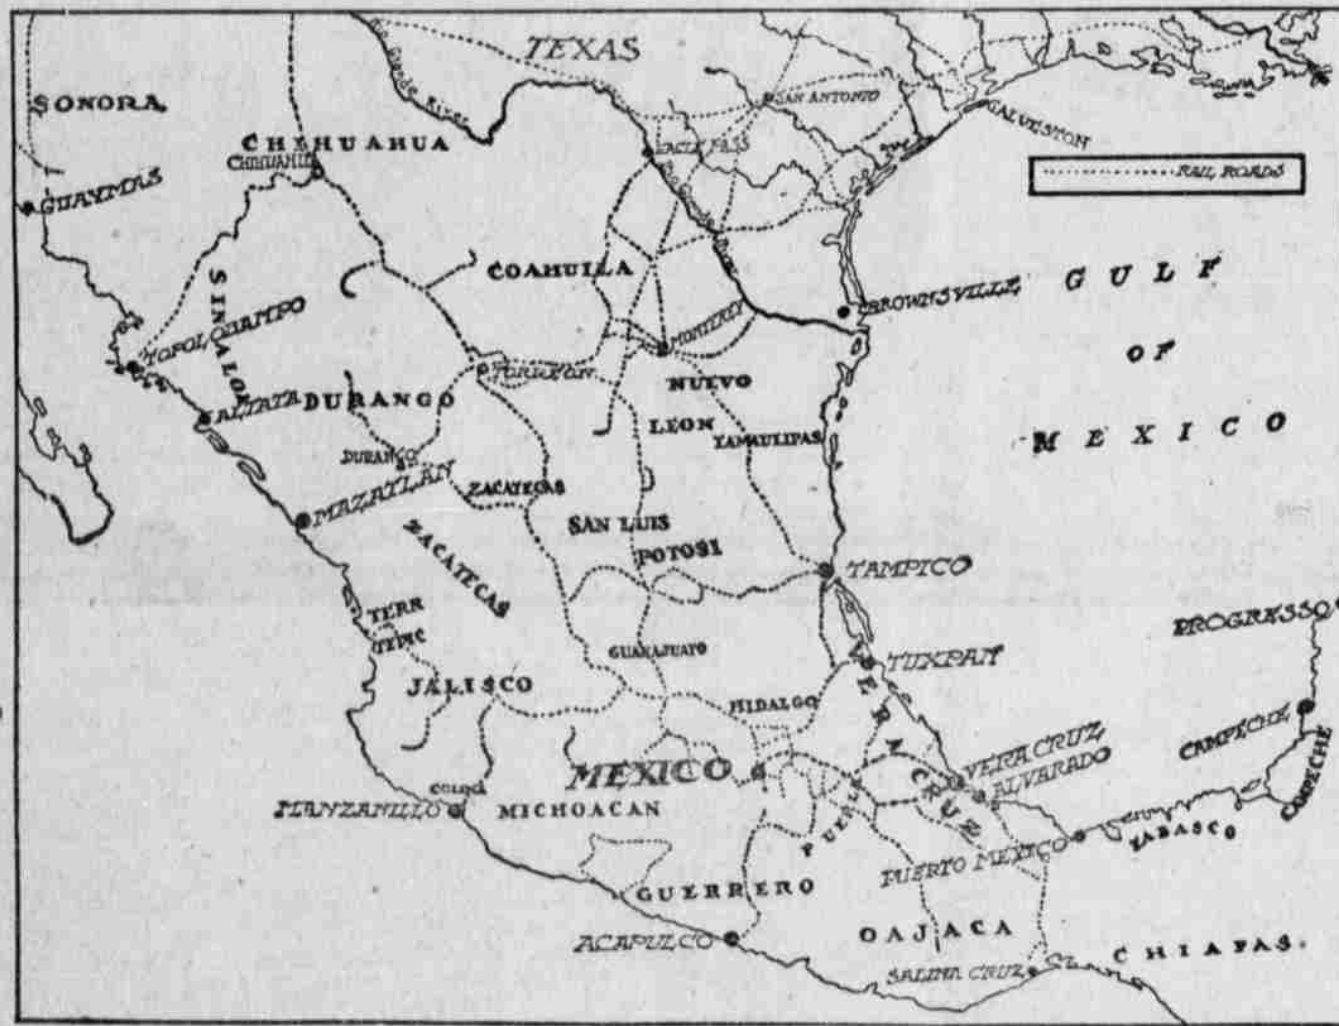 TEXAS
SONORA
SAN ANTONIO
GALVESTON
CHIHUAHUA
EAGLE PASS
RAIL ROADS
GUAYMAS
COAHUILA
GULF
OF
MEXICO
SINALOA
BROWNSVILLE
TOPOLOBAMPO
MONTEREY
TORREON
NUEVO
LEON
ALTATA
DURANGO
TAMAULIPAS
DURANGO
MAZATLAN
ZACATECAS
ZACATECAS
SAN LUIS
POTOSI
TAMPICO
TERR
TEPIC
PROGRESSO
GUANAJUATO
TUXPAN
JALISCO
HIDALGO
VERA CRUZ
CAMPECHE
CAMPECHE
MEXICO
VERA CRUZ
ALVARADO
MANZANILLO
MICHOACAN
PUEBLA
TABASCO
PUERTO MEXICO
GUERRERO
ACAPULCO
OAJACA
CHIAPAS.
SALINA CRUZ